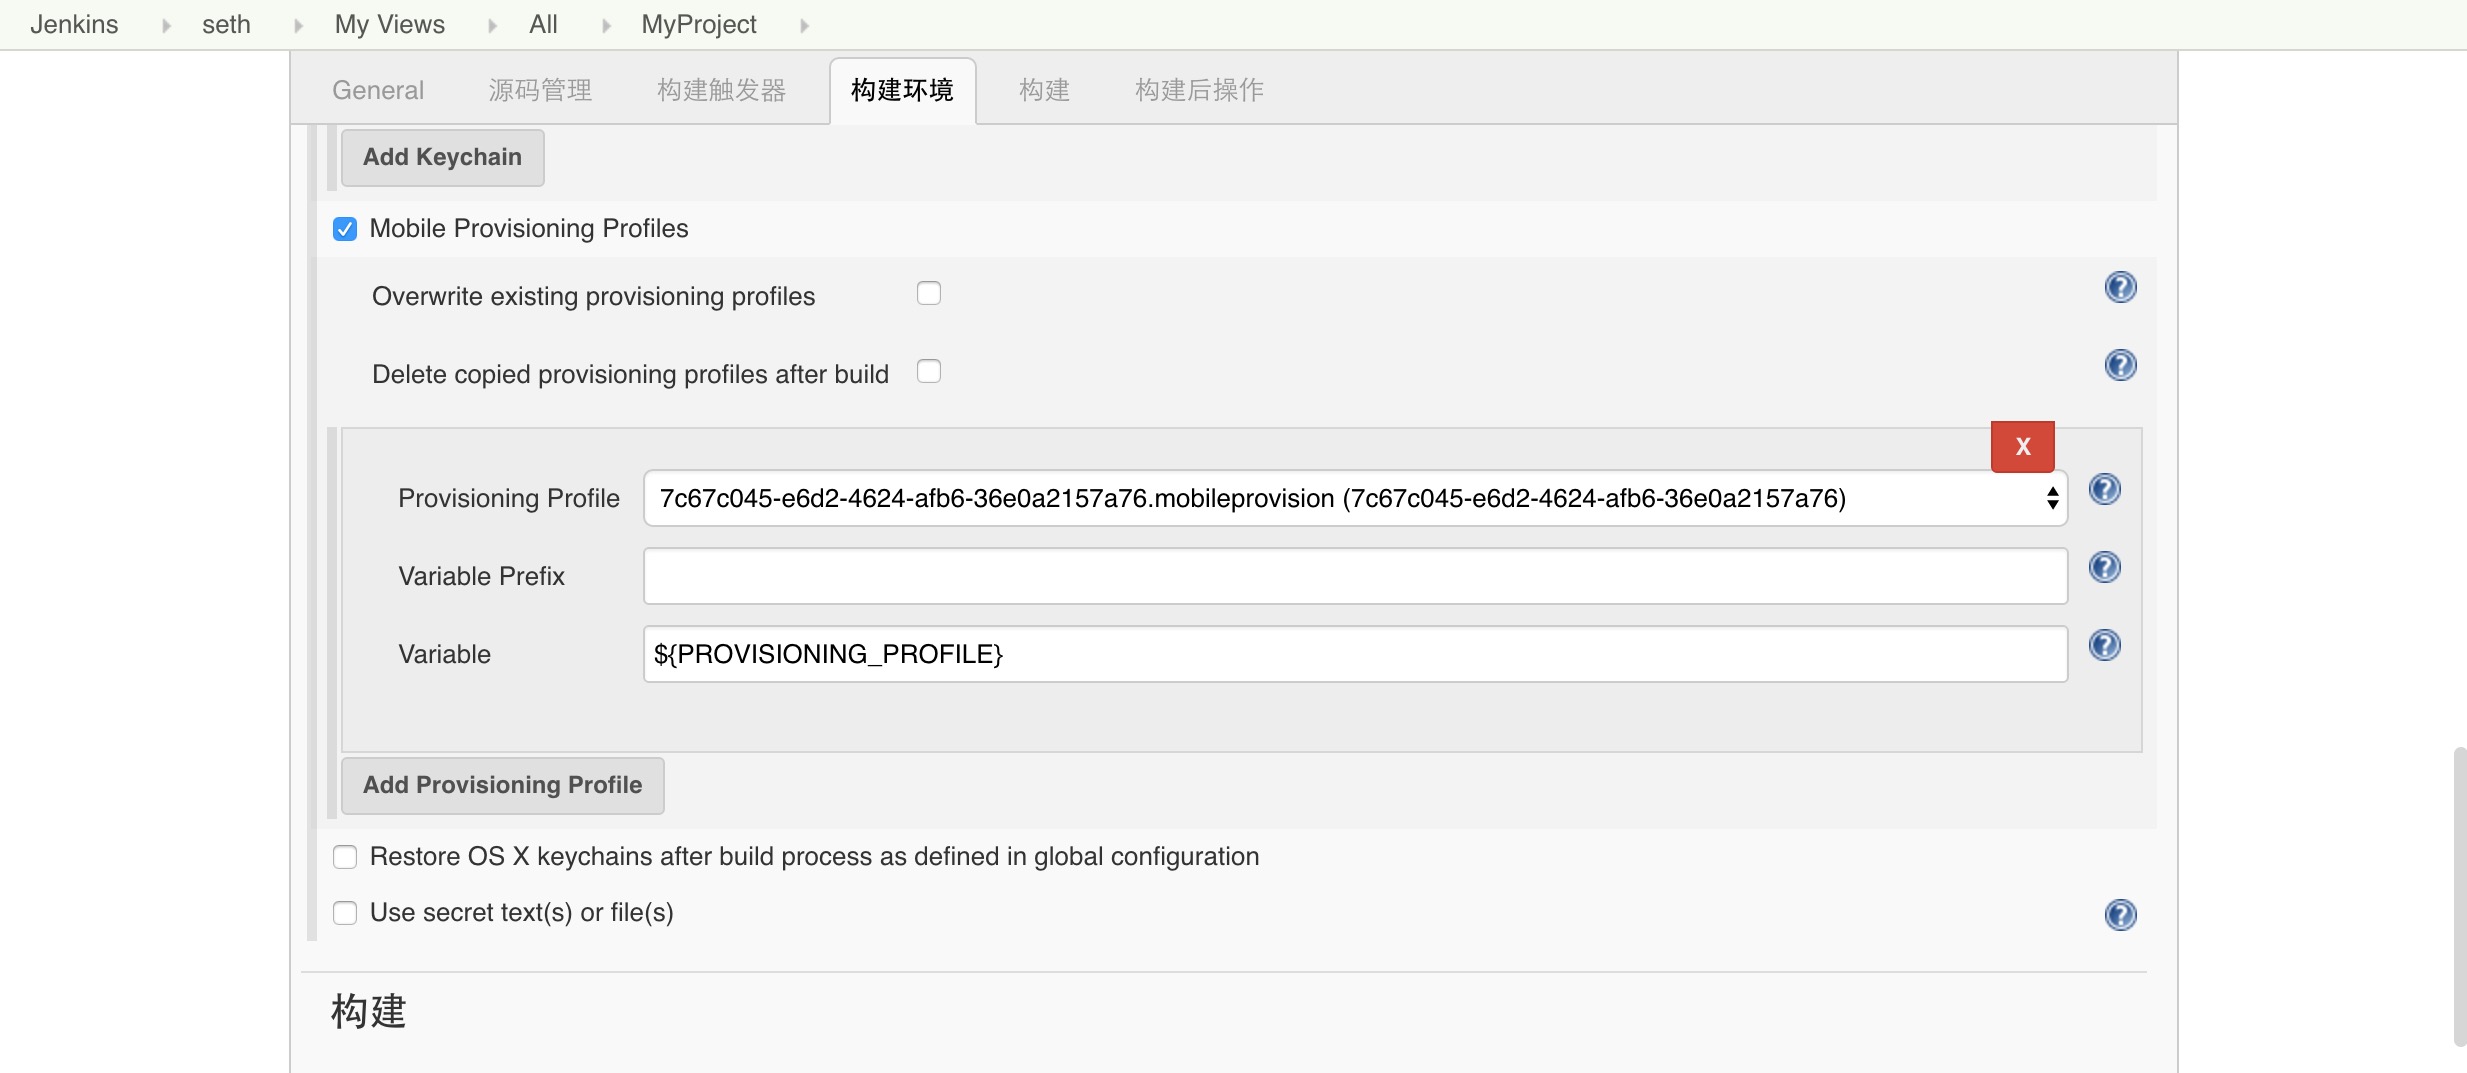 Jenkins seth My Views All MyProject
General 源码管理 构建触发器 构建环境 构建 构建后操作
Add Keychain
Mobile Provisioning Profiles
Overwrite existing provisioning profiles
Delete copied provisioning profiles after build
X
Provisioning Profile 7c67c045-e6d2-4624-afb6-36e0a2157a76.mobileprovision (7c67c045-e6d2-4624-afb6-36e0a2157a76)
Variable Prefix
Variable ${PROVISIONING_PROFILE}
Add Provisioning Profile
Restore OS X keychains after build process as defined in global configuration
Use secret text(s) or file(s)
构建